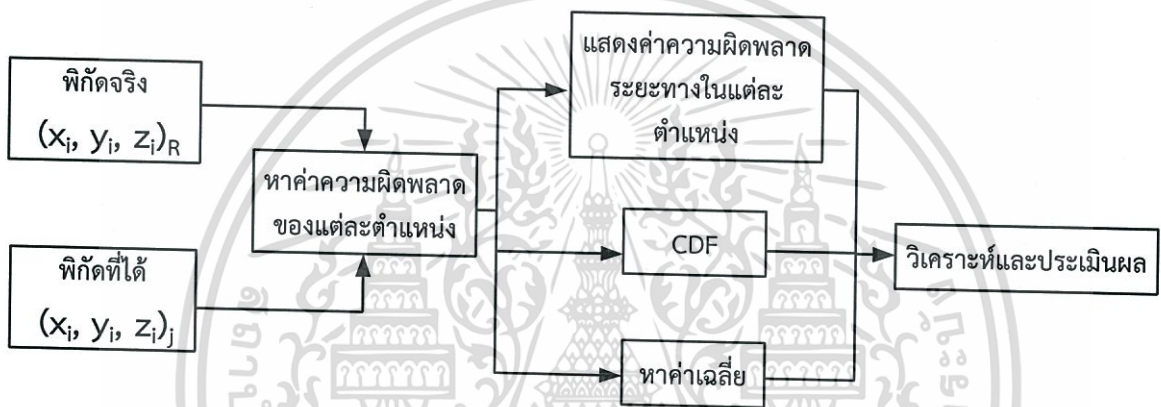 พิกัดจริง
(xᵢ, yᵢ, zᵢ)R
พิกัดที่ได้
(xᵢ, yᵢ, zᵢ)ⱼ
หาค่าความผิดพลาด
ของแต่ละตำแหน่ง
แสดงค่าความผิดพลาด
ระยะทางในแต่ละ
ตำแหน่ง
CDF
หาค่าเฉลี่ย
วิเคราะห์และประเมินผล